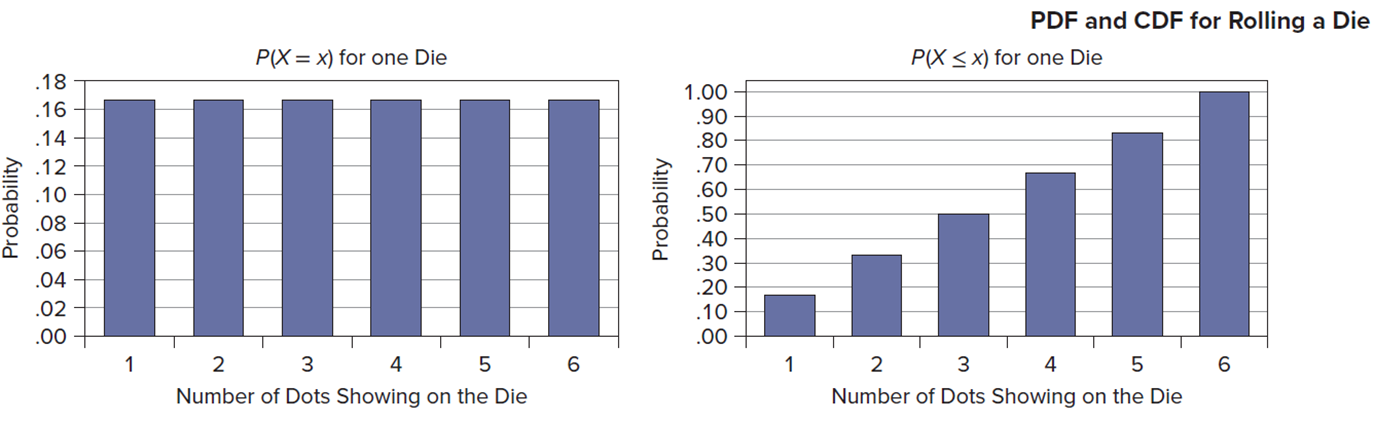 PDF and CDF for Rolling a Die
P(X = x) for one Die
.18
.16
.14
.12
.10
.08
.06
.04
.02
.00
Probability
1 2 3 4 5 6
Number of Dots Showing on the Die
P(X ≤ x) for one Die
1.00
.90
.80
.70
.60
.50
.40
.30
.20
.10
.00
Probability
1 2 3 4 5 6
Number of Dots Showing on the Die